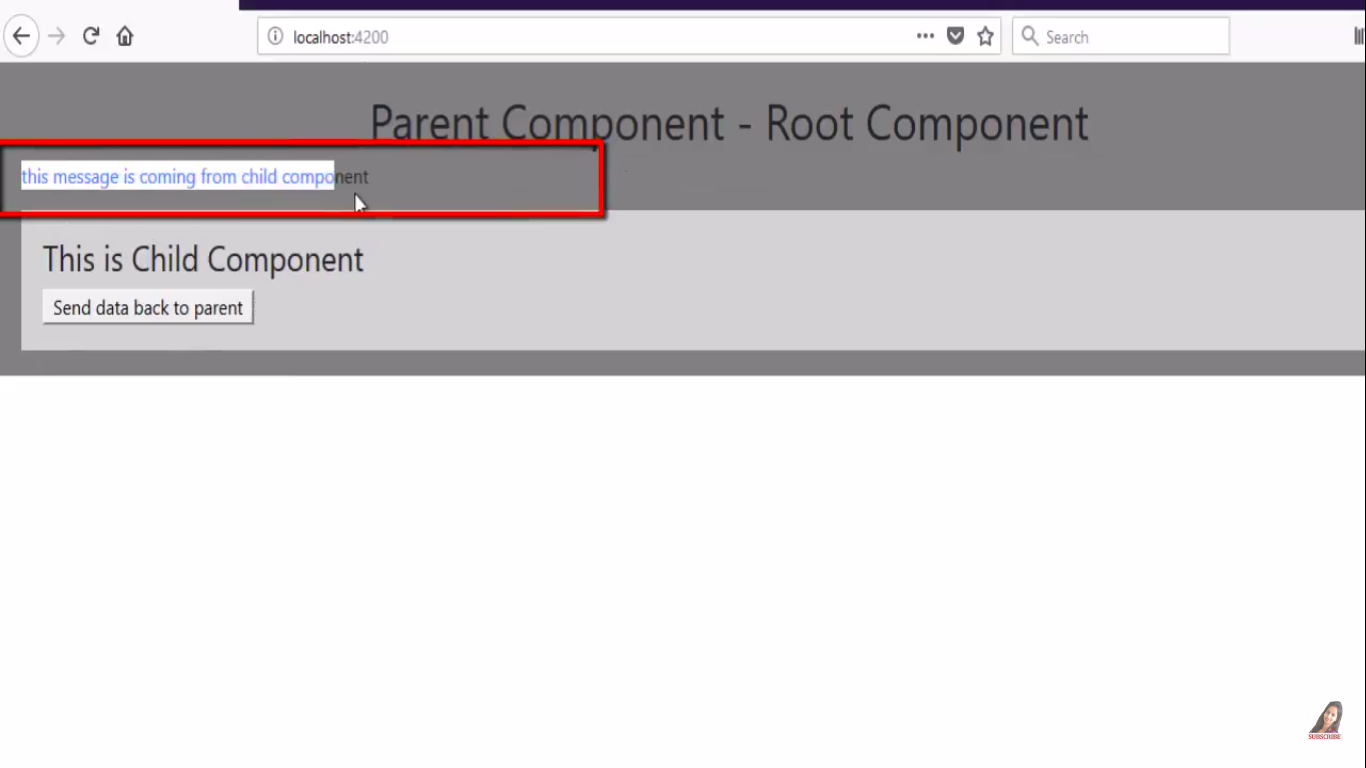 localhost:4200
Search
Parent Component - Root Component
this message is coming from child component
This is Child Component
Send data back to parent
SUBSCRIBE